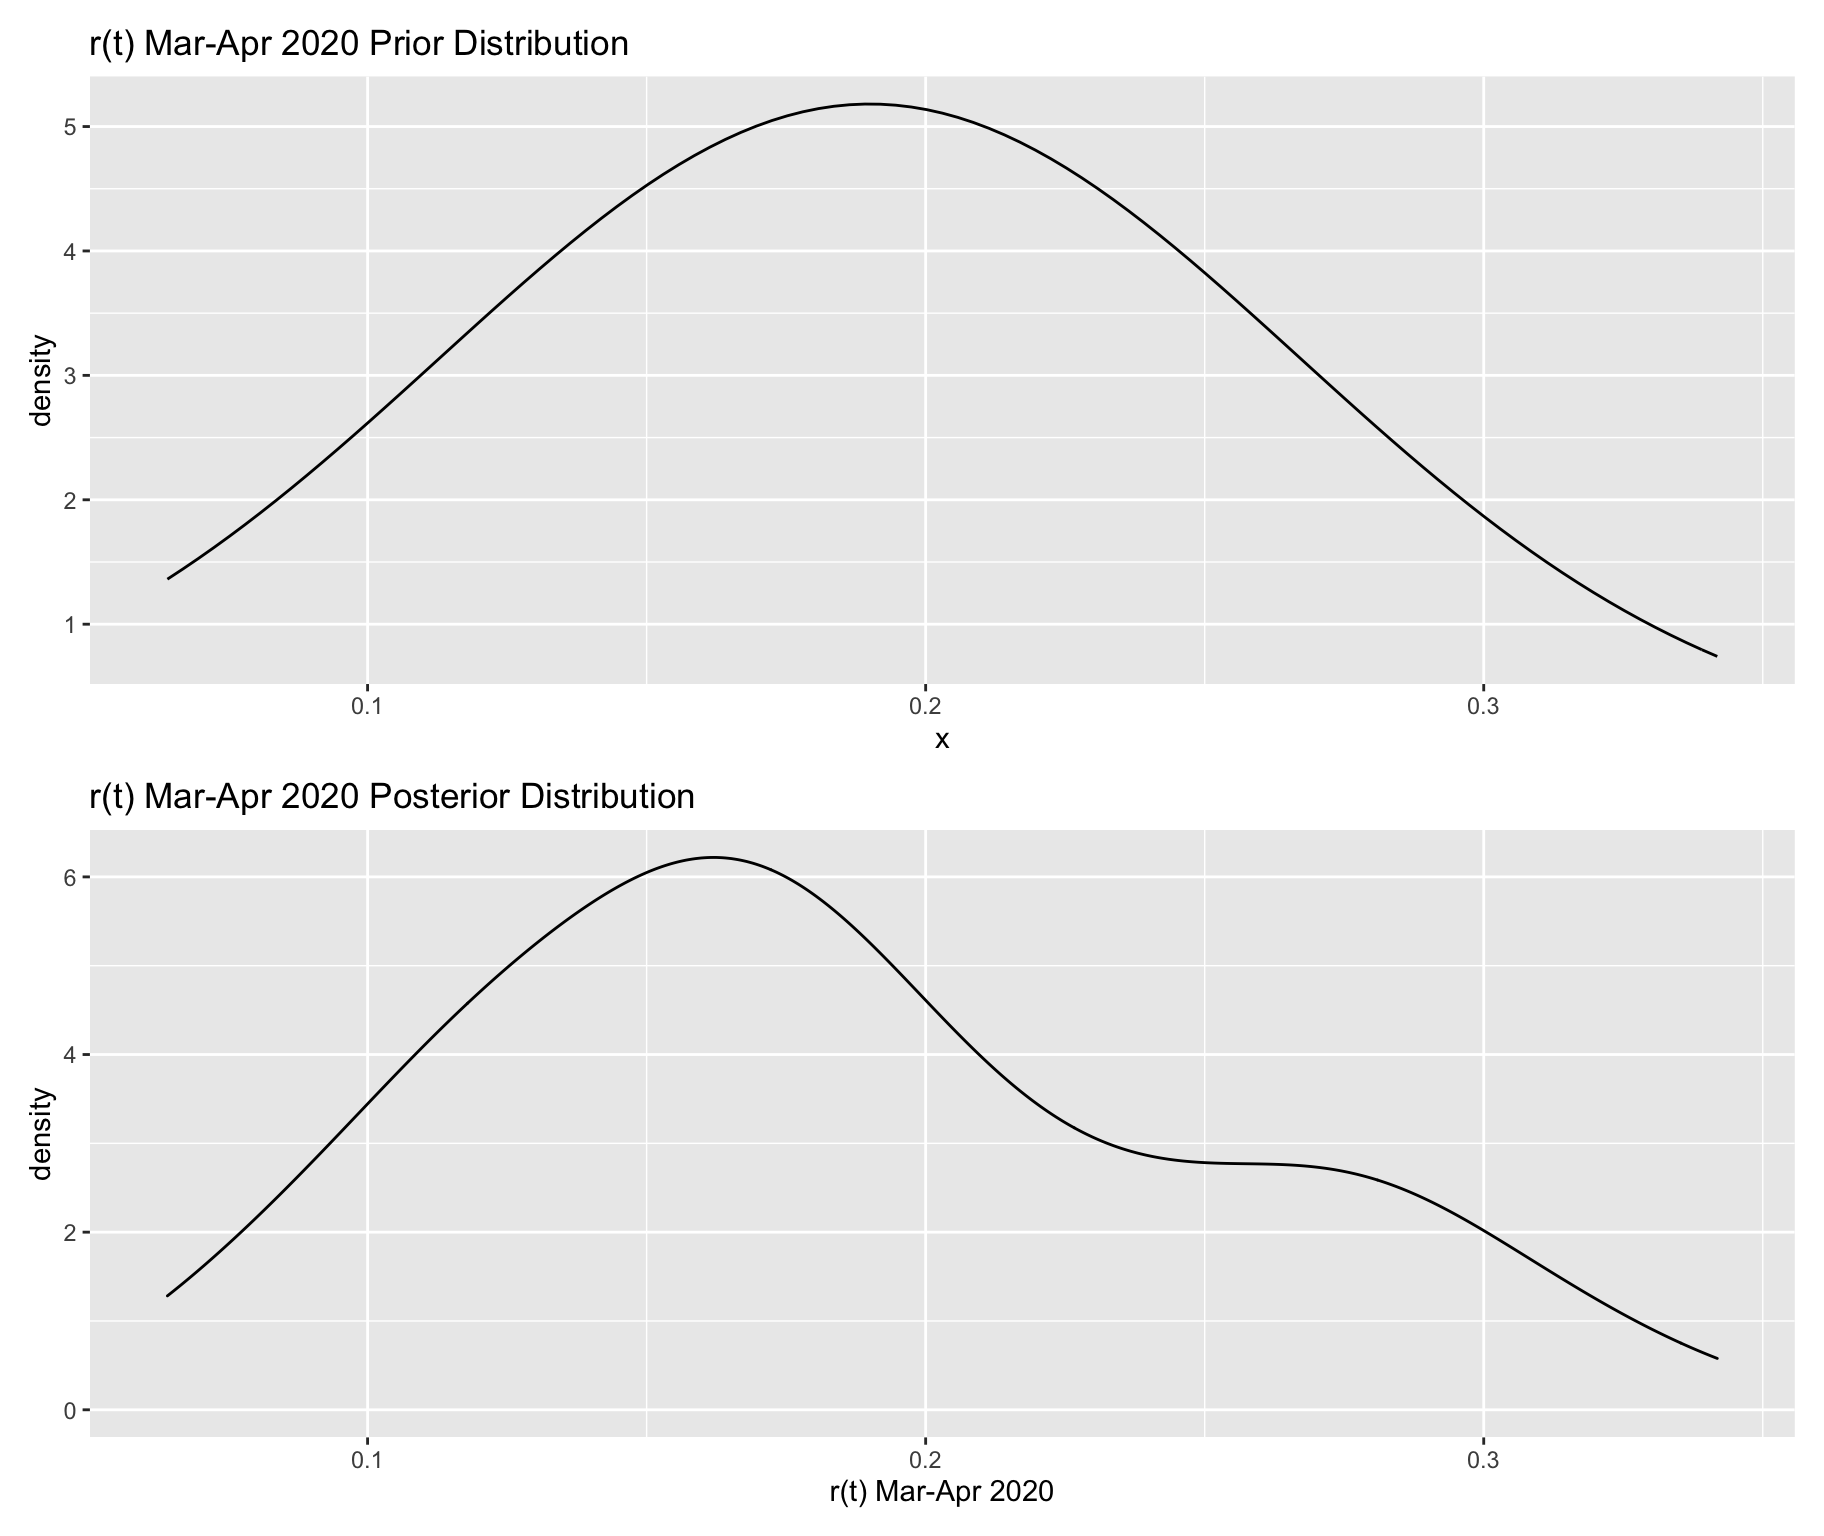 r(t) Mar-Apr 2020 Prior Distribution
5
4
3
2
1
density
0.1 0.2 0.3
x
r(t) Mar-Apr 2020 Posterior Distribution
6
4
2
0
density
0.1 0.2 0.3
r(t) Mar-Apr 2020